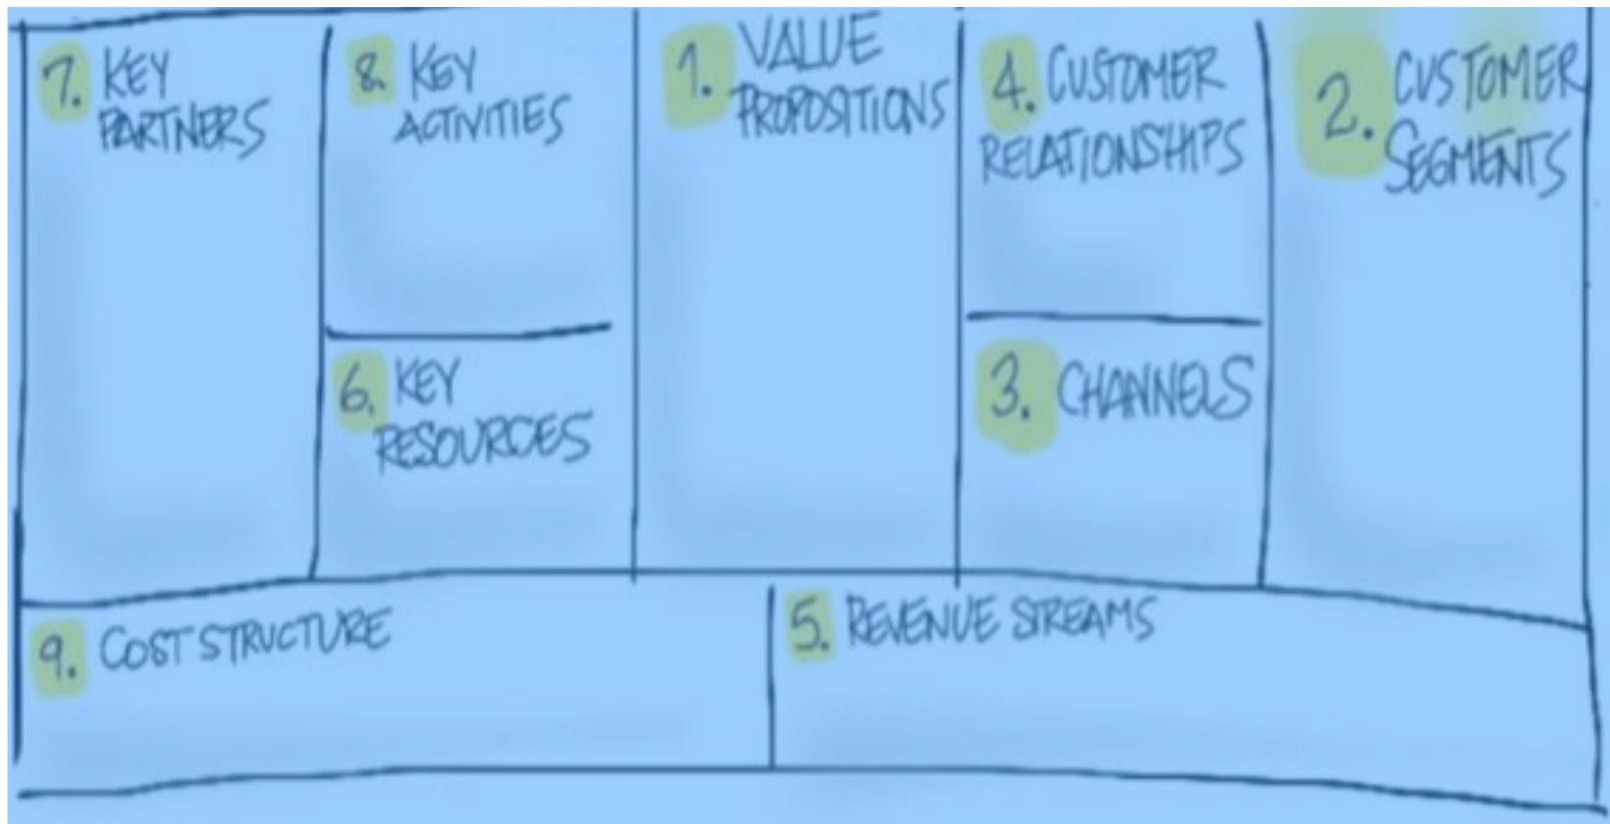 7. KEY
PARTNERS
8. KEY
ACTIVITIES
6. KEY
RESOURCES
1. VALUE
PROPOSITIONS
4. CUSTOMER
RELATIONSHIPS
3. CHANNELS
2. CUSTOMER
SEGMENTS
9. COST STRUCTURE
5. REVENUE STREAMS